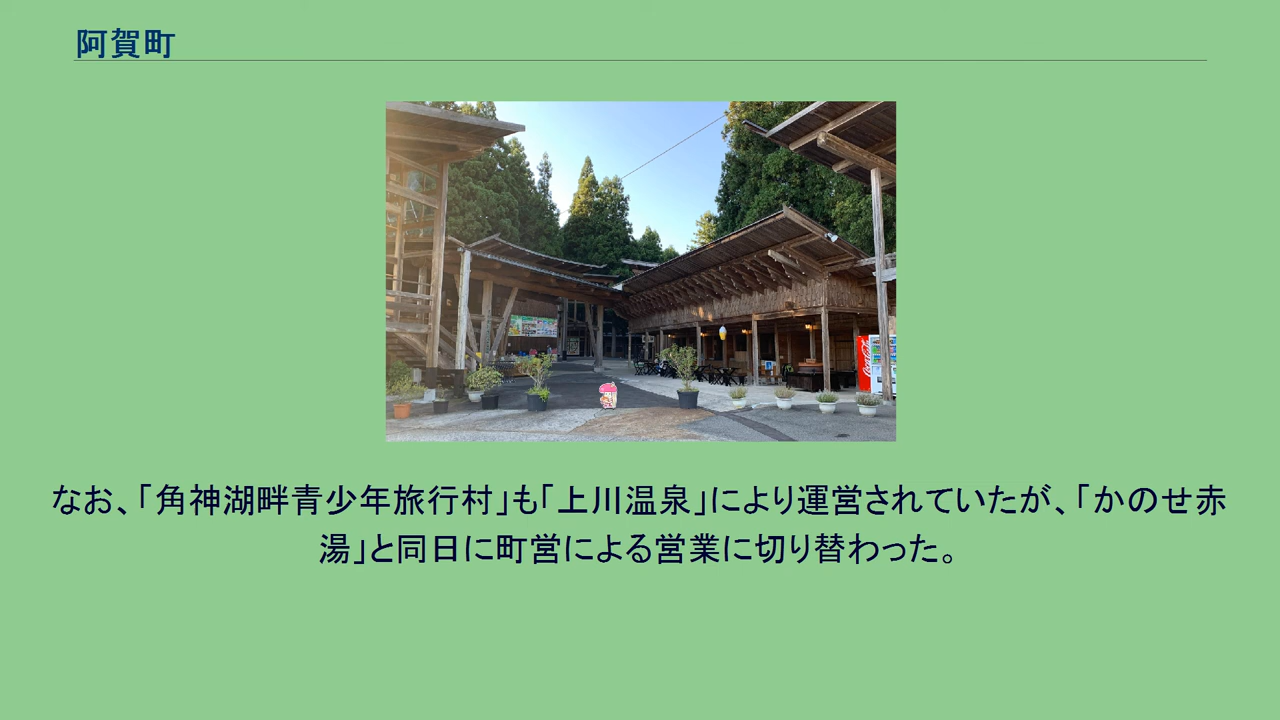 阿賀町
Coca-Cola
なお、「角神湖畔青少年旅行村」も「上川温泉」により運営されていたが、「かのせ赤
湯」と同日に町営による営業に切り替わった。